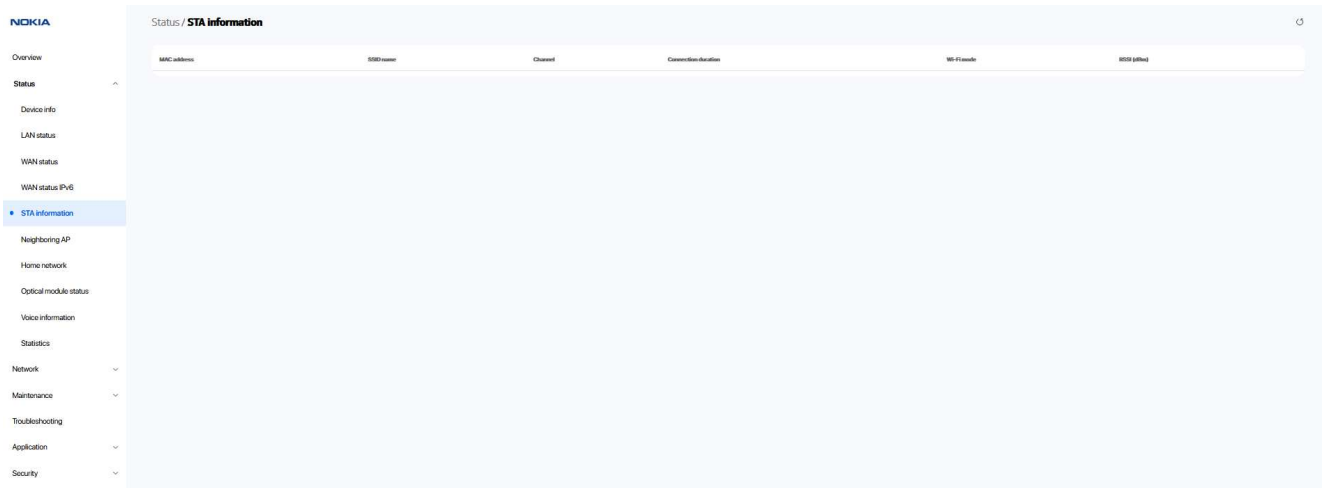 NOKIA
Status / STA information
Overview
MAC address SSID name Channel Connection duration Wi-Fi mode RSSI (dBm)
Status
Device info
LAN status
WAN status
WAN status IPv6
STA information
Neighboring AP
Home network
Optical module status
Voice information
Statistics
Network
Maintenance
Troubleshooting
Application
Security